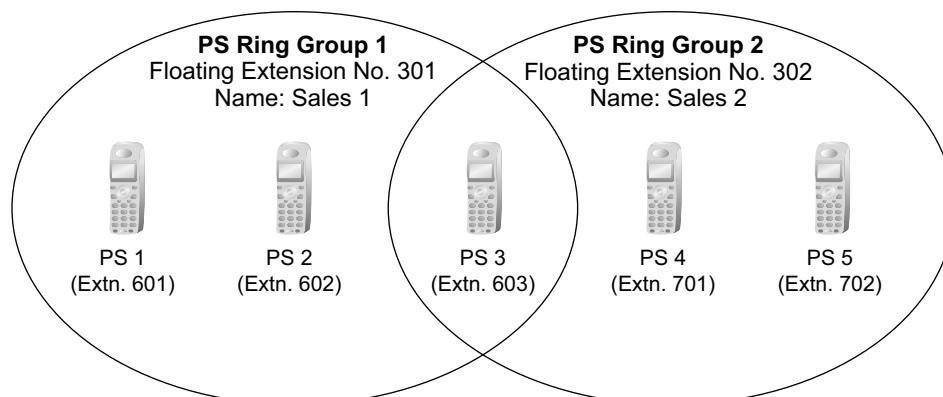 PS Ring Group 1
Floating Extension No. 301
Name: Sales 1
PS Ring Group 2
Floating Extension No. 302
Name: Sales 2
PS 1
(Extn. 601)
PS 2
(Extn. 602)
PS 3
(Extn. 603)
PS 4
(Extn. 701)
PS 5
(Extn. 702)